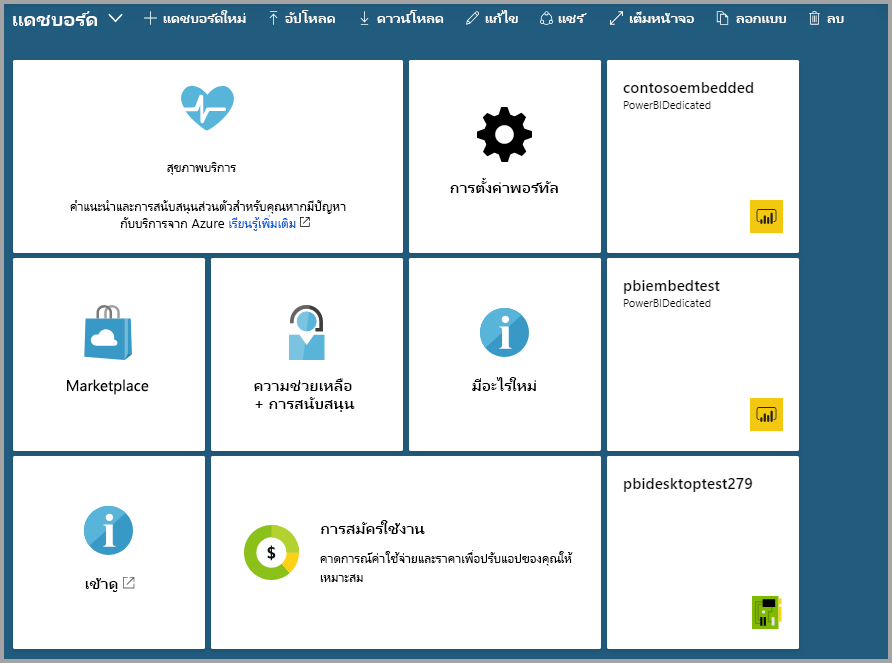 แดชบอร์ด
แดชบอร์ดใหม่
อัปโหลด
ดาวน์โหลด
แก้ไข
แชร์
เต็มหน้าจอ
ลอกแบบ
ลบ
สุขภาพบริการ
คำแนะนำและการสนับสนุนส่วนตัวสำหรับคุณหากมีปัญหา
กับบริการจาก Azure เรียนรู้เพิ่มเติม
การตั้งค่าพอร์ทัล
contosoembedded
PowerBIDedicated
Marketplace
ความช่วยเหลือ
+ การสนับสนุน
มีอะไรใหม่
pbiembedtest
PowerBIDedicated
เข้าดู
$
การสมัครใช้งาน
คาดการณ์ค่าใช้จ่ายและราคาเพื่อปรับแอปของคุณให้
เหมาะสม
pbidesktoptest279